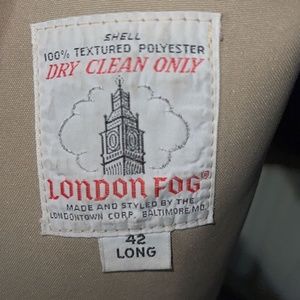 SHELL
100% TEXTURED POLYESTER
DRY CLEAN ONLY
LONDON FOG®
MADE AND STYLED BY THE
LONDONTOWN CORP. BALTIMORE MD.
42
LONG